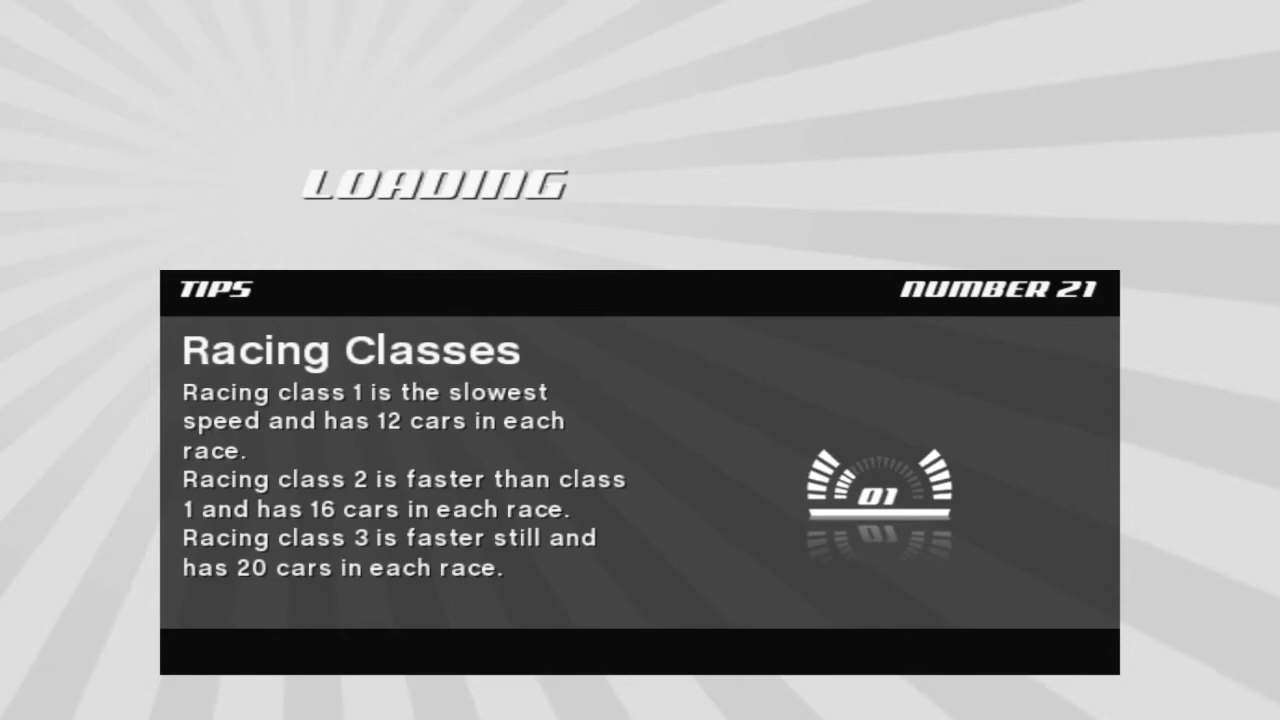 LOADING
TIPS
NUMBER 21
Racing Classes
Racing class 1 is the slowest
speed and has 12 cars in each
race.
Racing class 2 is faster than class
1 and has 16 cars in each race.
Racing class 3 is faster still and
has 20 cars in each race.
01